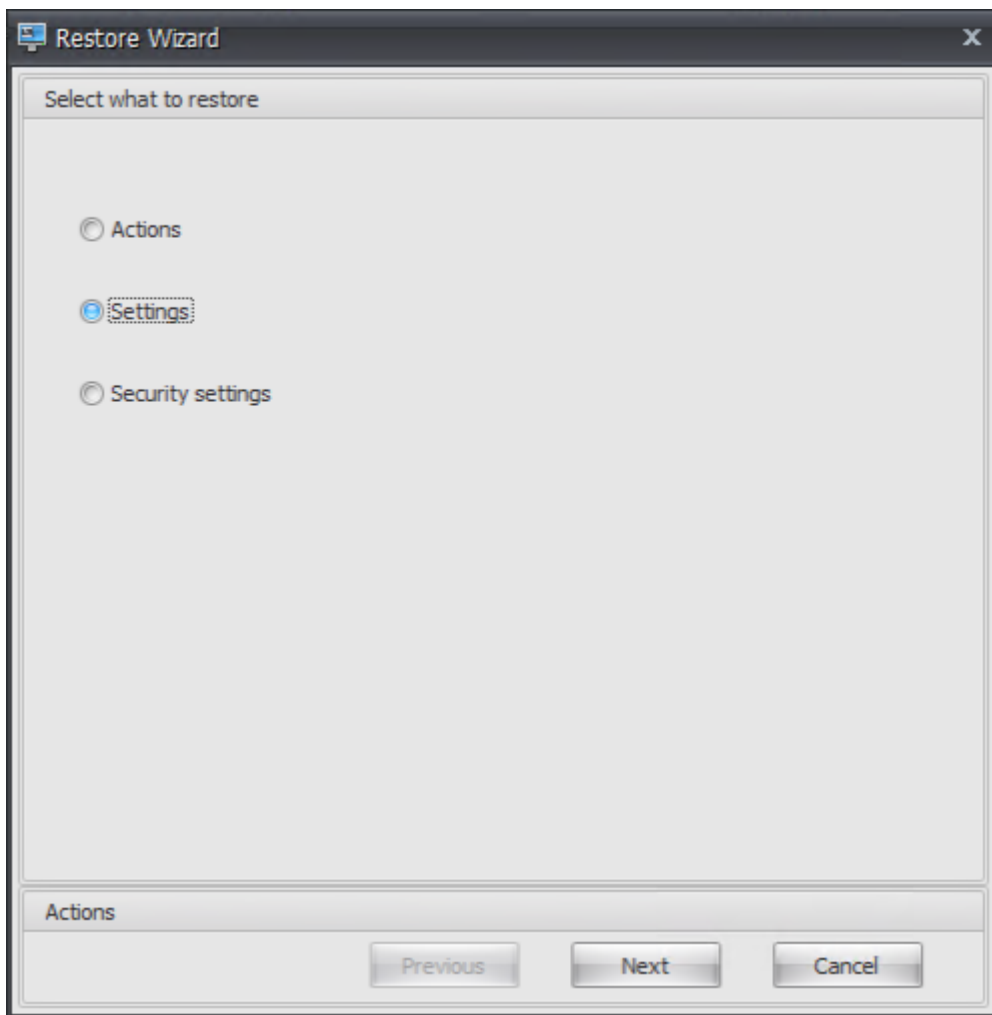 Restore Wizard
Select what to restore
Actions
Settings
Security settings
Actions
Previous Next Cancel